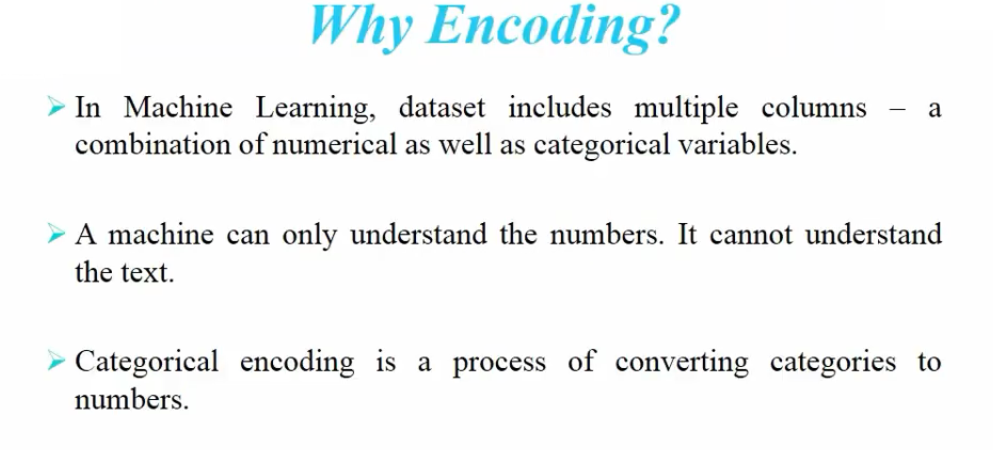 Why Encoding?
In Machine Learning, dataset includes multiple columns – a
combination of numerical as well as categorical variables.
A machine can only understand the numbers. It cannot understand
the text.
Categorical encoding is a process of converting categories to
numbers.